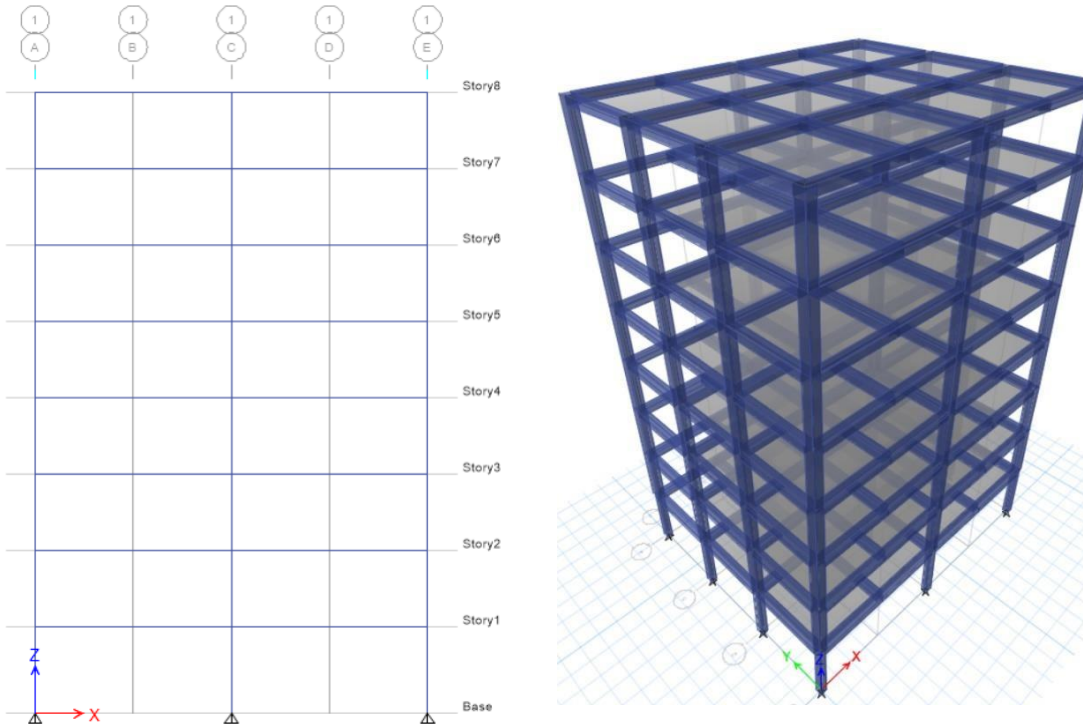 1 1 1 1 1
A B C D E
Story8
Story7
Story6
Story5
Story4
Story3
Story2
Story1
Z
Base
X
Y Z X